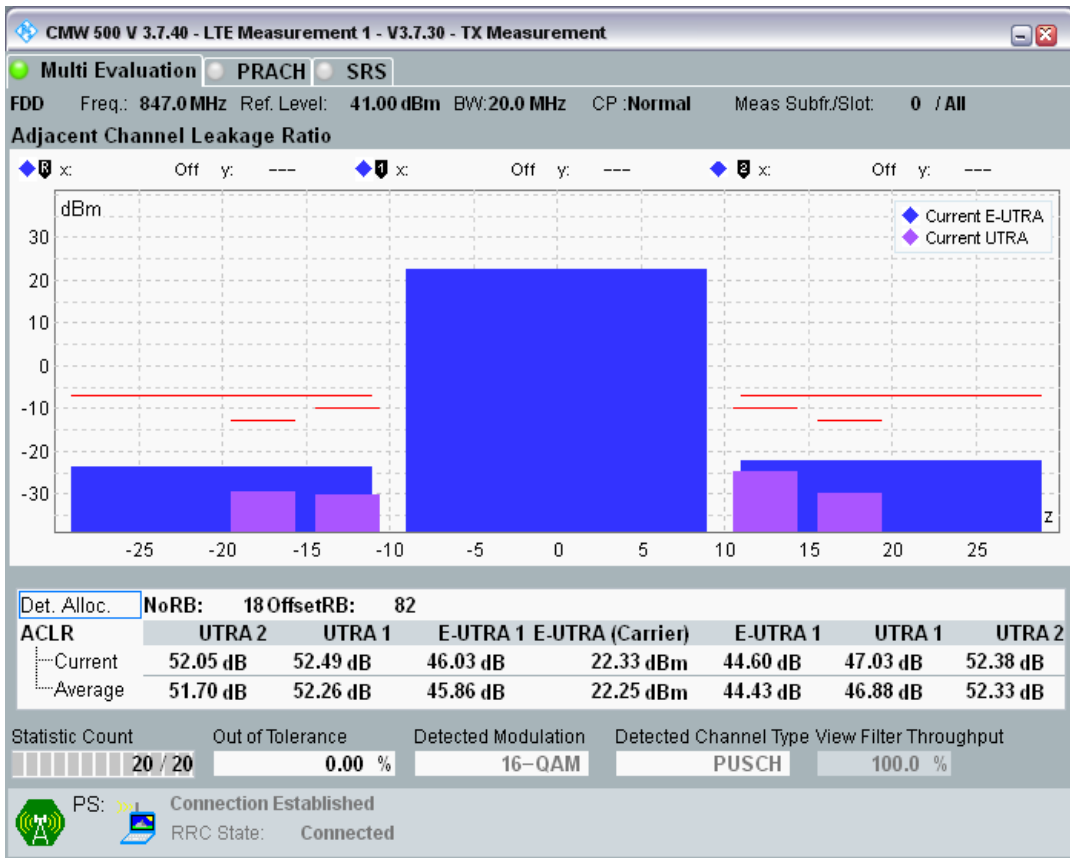 CMW 500 V 3.7.40 - LTE Measurement 1 - V3.7.30 - TX Measurement
Multi Evaluation PRACH SRS
FDD Freq.: 847.0 MHz Ref. Level: 41.00 dBm BW:20.0 MHz CP :Normal Meas Subfr./Slot: 0 / All
Adjacent Channel Leakage Ratio
R x: Off y: --- 1 x: Off y: --- 2 x: Off y: ---
dBm
Current E-UTRA
Current UTRA
30
20
10
0
-10
-20
-30
z
-25 -20 -15 -10 -5 0 5 10 15 20 25
Det. Alloc. NoRB: 18 OffsetRB: 82
ACLR UTRA 2 UTRA 1 E-UTRA 1 E-UTRA (Carrier) E-UTRA 1 UTRA 1 UTRA 2
Current 52.05 dB 52.49 dB 46.03 dB 22.33 dBm 44.60 dB 47.03 dB 52.38 dB
Average 51.70 dB 52.26 dB 45.86 dB 22.25 dBm 44.43 dB 46.88 dB 52.33 dB
Statistic Count Out of Tolerance Detected Modulation Detected Channel Type View Filter Throughput
20 / 20 0.00 % 16-QAM PUSCH 100.0 %
PS: Connection Established
RRC State: Connected